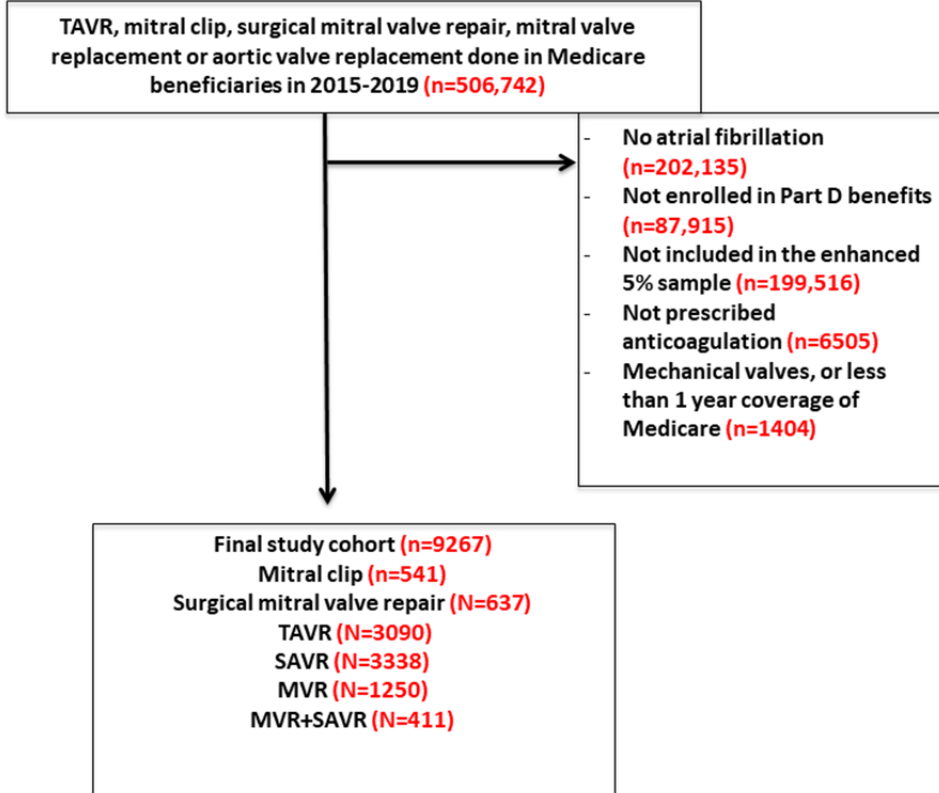 TAVR, mitral clip, surgical mitral valve repair, mitral valve
replacement or aortic valve replacement done in Medicare
beneficiaries in 2015-2019 (n=506,742)
- No atrial fibrillation
(n=202,135)
- Not enrolled in Part D benefits
(n=87,915)
- Not included in the enhanced
5% sample (n=199,516)
- Not prescribed
anticoagulation (n=6505)
- Mechanical valves, or less
than 1 year coverage of
Medicare (n=1404)
Final study cohort (n=9267)
Mitral clip (n=541)
Surgical mitral valve repair (N=637)
TAVR (N=3090)
SAVR (N=3338)
MVR (N=1250)
MVR+SAVR (N=411)